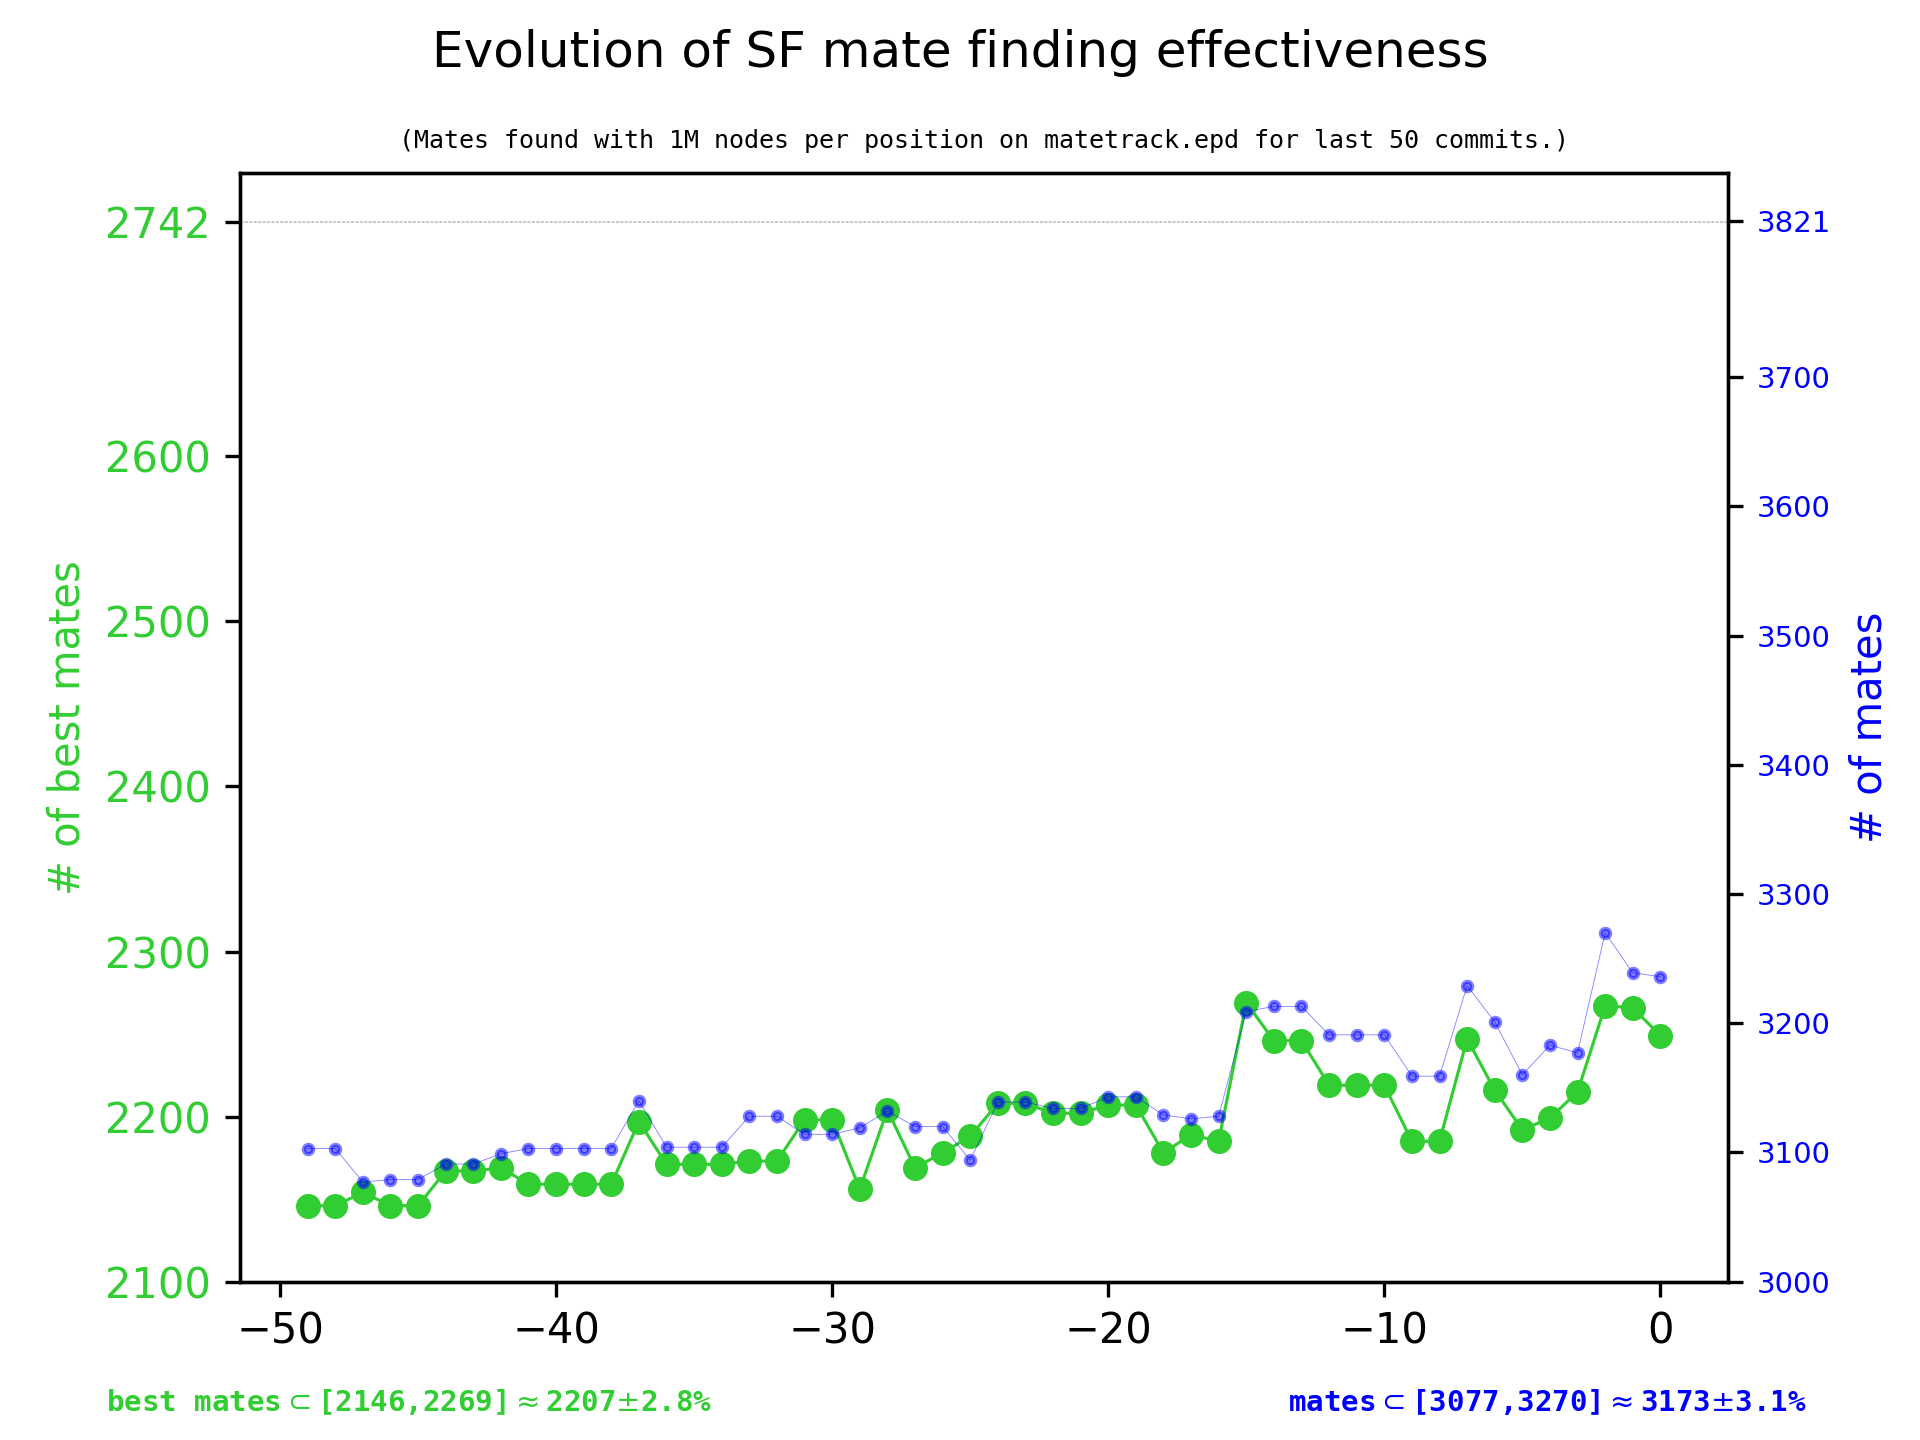 Evolution of SF mate finding effectiveness
(Mates found with 1M nodes per position on matetrack.epd for last 50 commits.)
2742
2600
2500
2400
2300
2200
2100
# of best mates
3821
3700
3600
3500
3400
3300
3200
3100
3000
# of mates
−50 −40 −30 −20 −10 0
best mates ⊂ [2146,2269] ≈ 2207±2.8%
mates ⊂ [3077,3270] ≈ 3173±3.1%